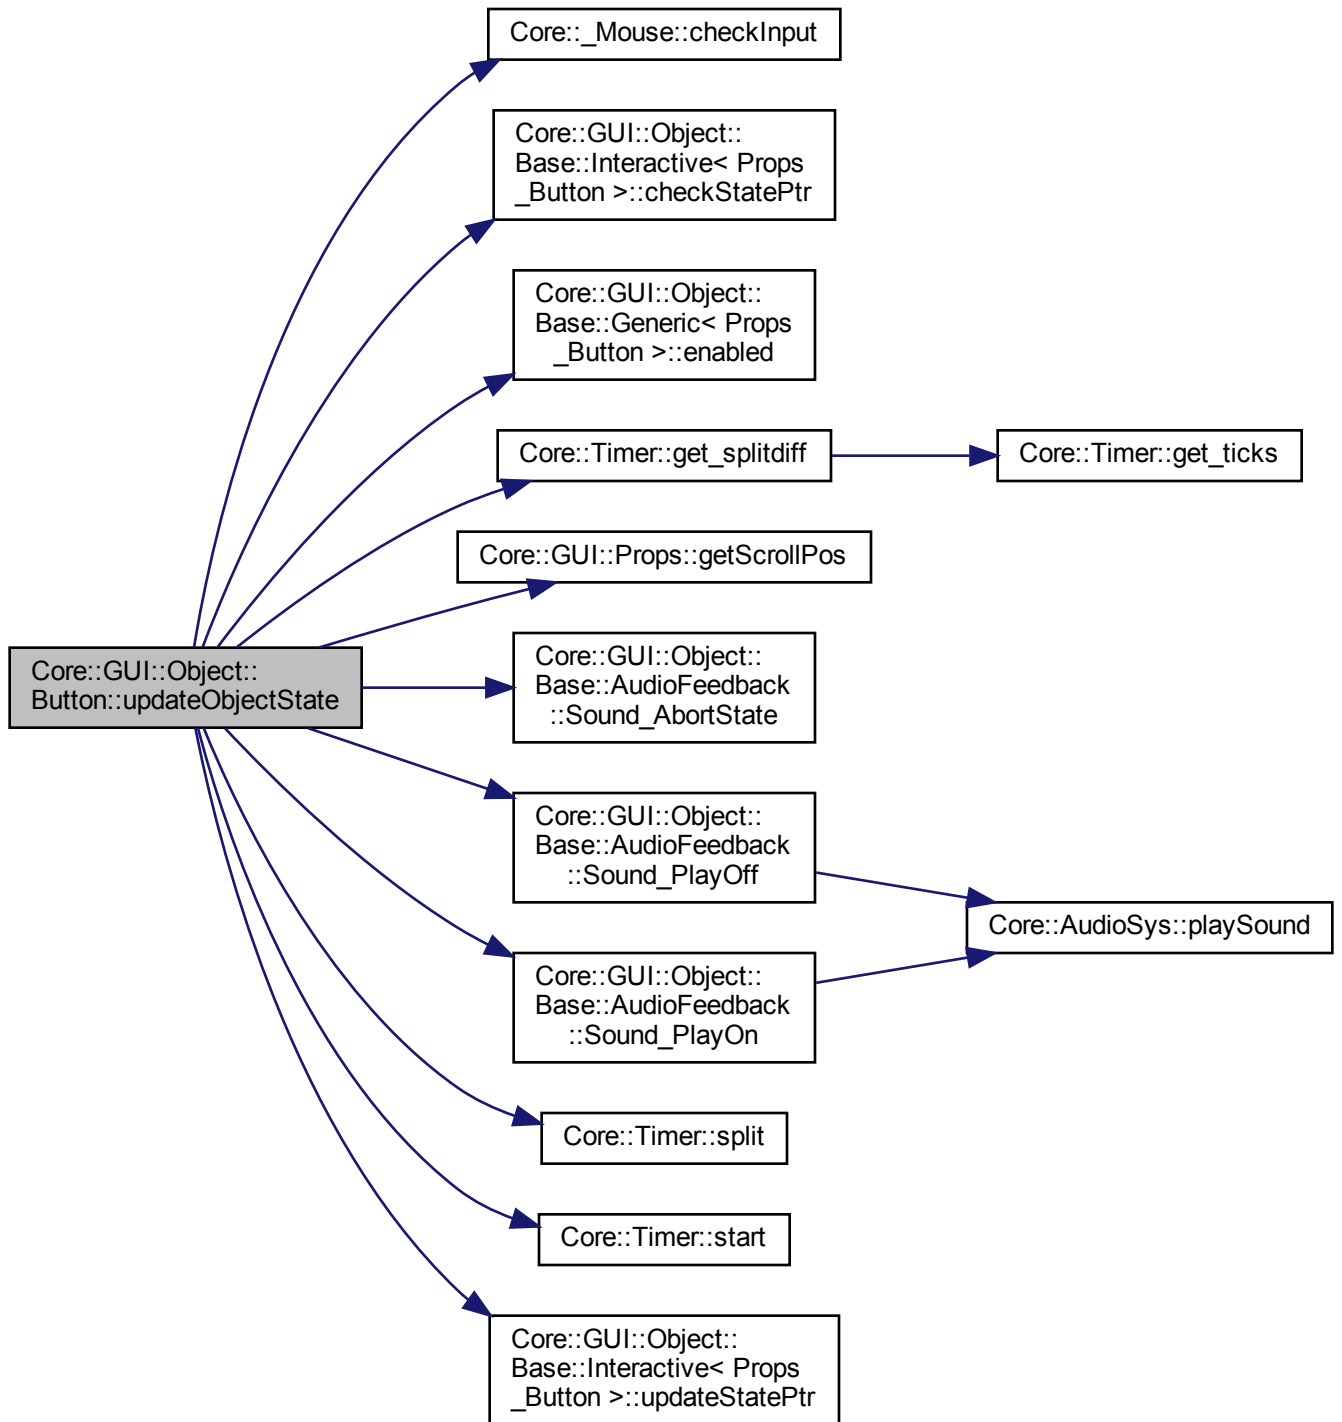 Core::_Mouse::checkInput
Core::GUI::Object::
Base::Interactive< Props
_Button >::checkStatePtr
Core::GUI::Object::
Base::Generic< Props
_Button >::enabled
Core::Timer::get_splitdiff
Core::Timer::get_ticks
Core::GUI::Props::getScrollPos
Core::GUI::Object::
Button::updateObjectState
Core::GUI::Object::
Base::AudioFeedback
::Sound_AbortState
Core::GUI::Object::
Base::AudioFeedback
::Sound_PlayOff
Core::AudioSys::playSound
Core::GUI::Object::
Base::AudioFeedback
::Sound_PlayOn
Core::Timer::split
Core::Timer::start
Core::GUI::Object::
Base::Interactive< Props
_Button >::updateStatePtr